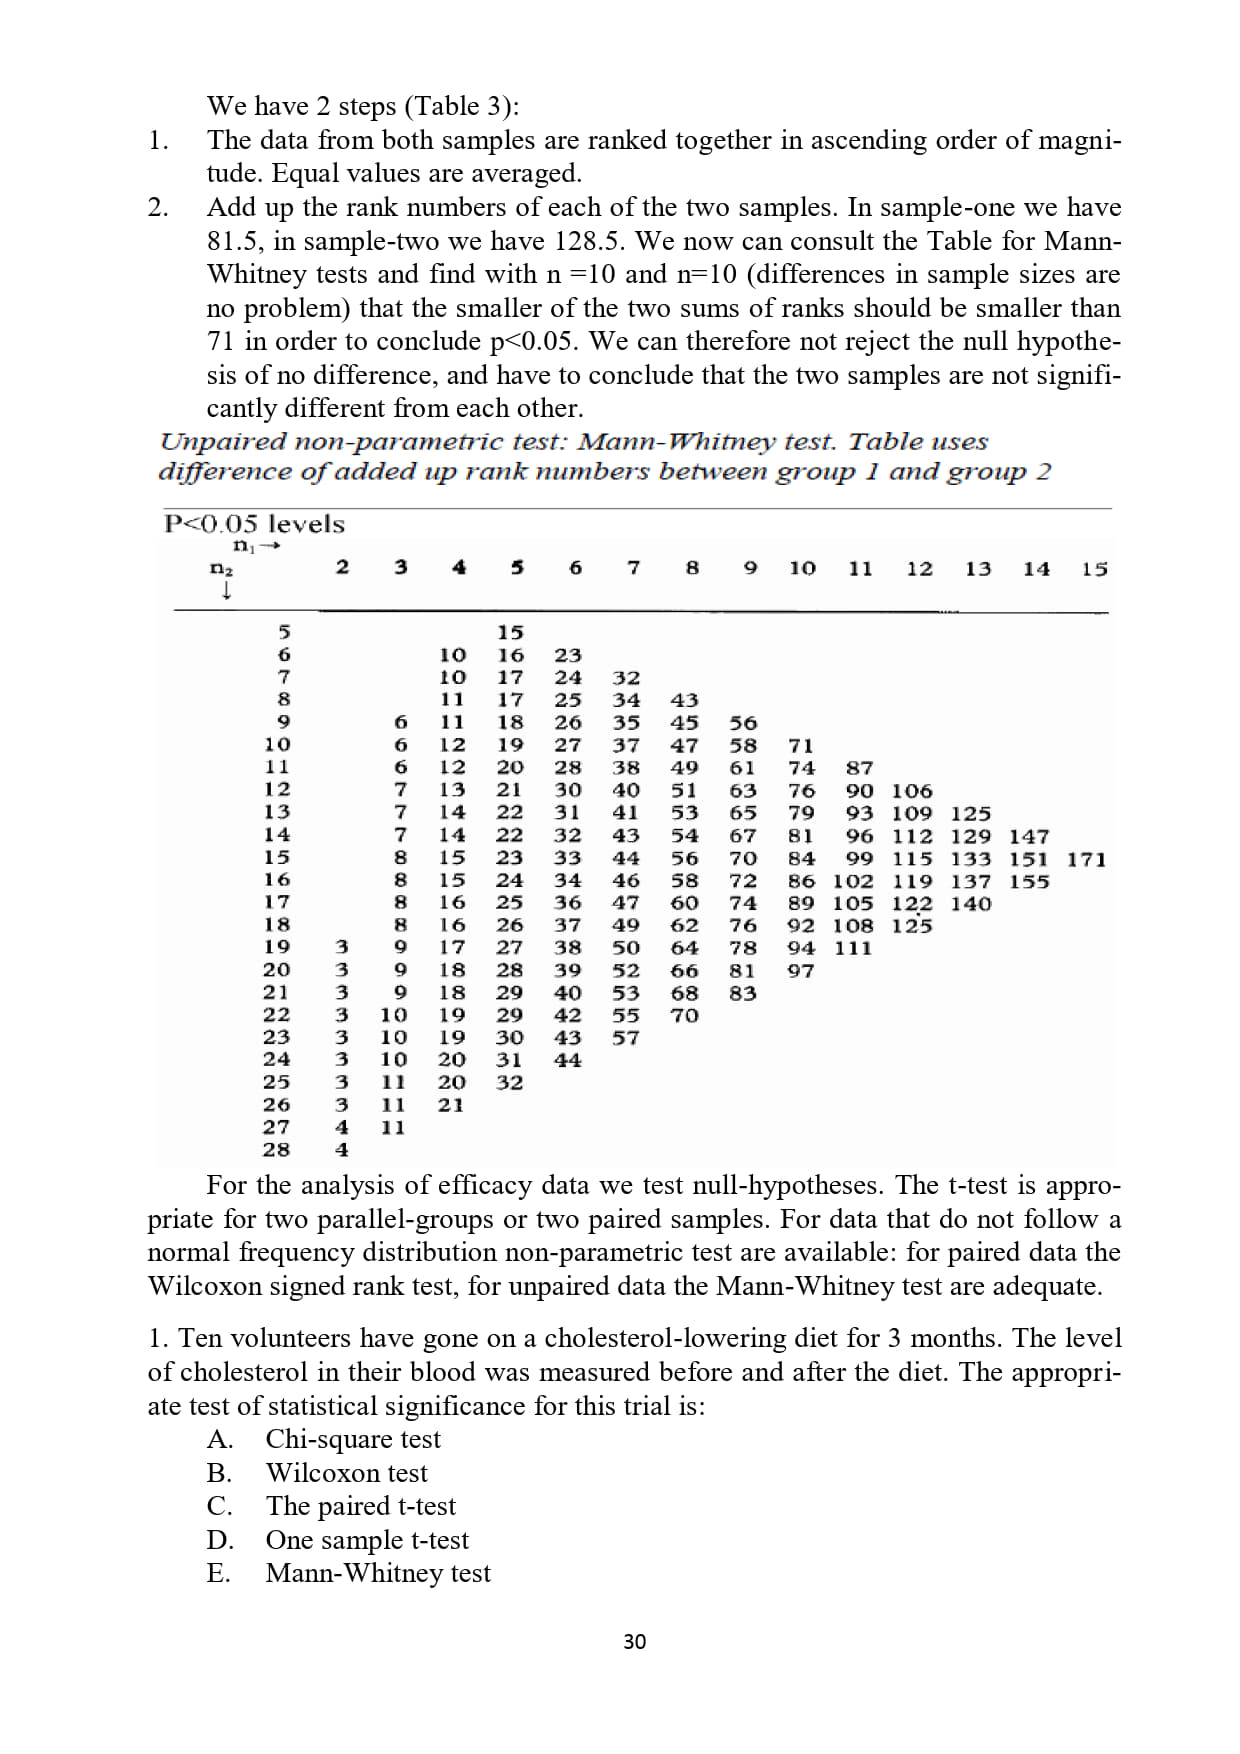 We have 2 steps (Table 3):
1. The data from both samples are ranked together in ascending order of magni-
tude. Equal values are averaged.
2. Add up the rank numbers of each of the two samples. In sample-one we have
81.5, in sample-two we have 128.5. We now can consult the Table for Mann-
Whitney tests and find with n =10 and n=10 (differences in sample sizes are
no problem) that the smaller of the two sums of ranks should be smaller than
71 in order to conclude p<0.05. We can therefore not reject the null hypothe-
sis of no difference, and have to conclude that the two samples are not signifi-
cantly different from each other.
Unpaired non-parametric test: Mann-Whitney test. Table uses
difference of added up rank numbers between group 1 and group 2
P<0.05 levels
n₁→
n₂ 2 3 4 5 6 7 8 9 10 11 12 13 14 15
↓
5 15
6 10 16 23
7 10 17 24 32
8 11 17 25 34 43
9 6 11 18 26 35 45 56
10 6 12 19 27 37 47 58 71
11 6 12 20 28 38 49 61 74 87
12 7 13 21 30 40 51 63 76 90 106
13 7 14 22 31 41 53 65 79 93 109 125
14 7 14 22 32 43 54 67 81 96 112 129 147
15 8 15 23 33 44 56 70 84 99 115 133 151 171
16 8 15 24 34 46 58 72 86 102 119 137 155
17 8 16 25 36 47 60 74 89 105 122 140
18 8 16 26 37 49 62 76 92 108 125
19 3 9 17 27 38 50 64 78 94 111
20 3 9 18 28 39 52 66 81 97
21 3 9 18 29 40 53 68 83
22 3 10 19 29 42 55 70
23 3 10 19 30 43 57
24 3 10 20 31 44
25 3 11 20 32
26 3 11 21
27 4 11
28 4
For the analysis of efficacy data we test null-hypotheses. The t-test is appro-
priate for two parallel-groups or two paired samples. For data that do not follow a
normal frequency distribution non-parametric test are available: for paired data the
Wilcoxon signed rank test, for unpaired data the Mann-Whitney test are adequate.
1. Ten volunteers have gone on a cholesterol-lowering diet for 3 months. The level
of cholesterol in their blood was measured before and after the diet. The appropri-
ate test of statistical significance for this trial is:
A. Chi-square test
B. Wilcoxon test
C. The paired t-test
D. One sample t-test
E. Mann-Whitney test
30